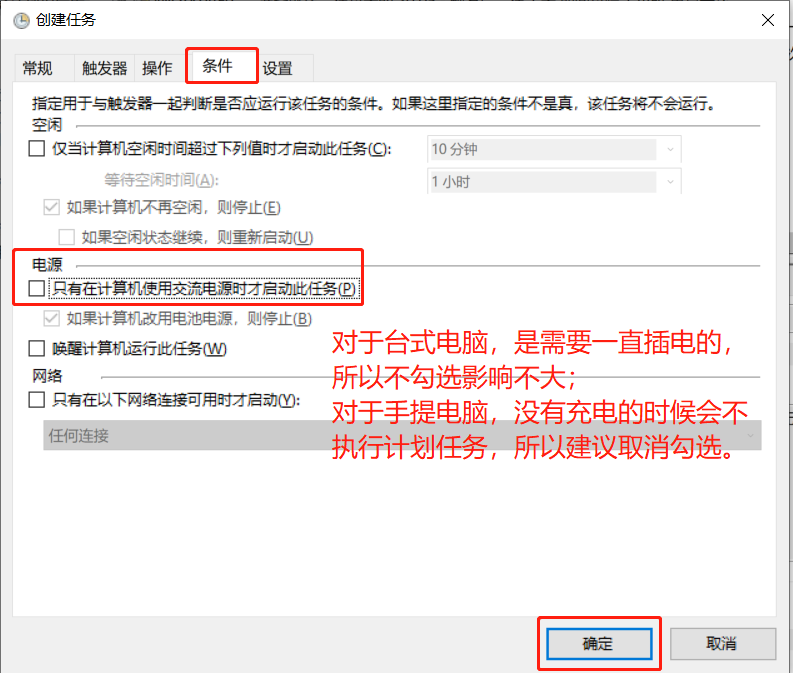 创建任务
常规 触发器 操作 条件 设置
指定用于与触发器一起判断是否应运行该任务的条件。如果这里指定的条件不是真，该任务将不会运行。
空闲
仅当计算机空闲时间超过下列值时才启动此任务(C): 10 分钟
等待空闲时间(A): 1 小时
如果计算机不再空闲，则停止(E)
如果空闲状态继续，则重新启动(U)
电源
只有在计算机使用交流电源时才启动此任务(P)
如果计算机改用电池电源，则停止(B)
唤醒计算机运行此任务(W)
网络
只有在以下网络连接可用时才启动(Y):
任何连接
对于台式电脑，是需要一直插电的，
所以不勾选影响不大；
对于手提电脑，没有充电的时候会不
执行计划任务，所以建议取消勾选。
确定 取消